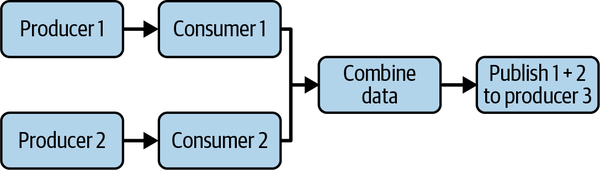 Producer 1
Consumer 1
Producer 2
Consumer 2
Combine
data
Publish 1 + 2
to producer 3